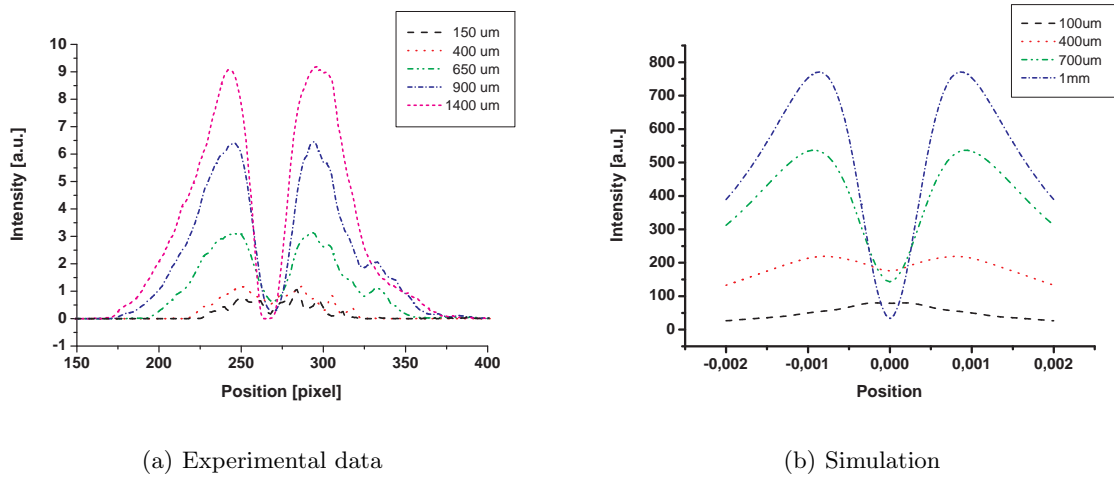 150 um
400 um
650 um
900 um
1400 um
10
9
8
7
6
5
4
3
2
1
0
-1
Intensity [a.u.]
150 200 250 300 350 400
Position [pixel]
(a) Experimental data
100um
400um
700um
1mm
800
700
600
500
400
300
200
100
0
Intensity [a.u.]
-0,002 -0,001 0,000 0,001 0,002
Position
(b) Simulation